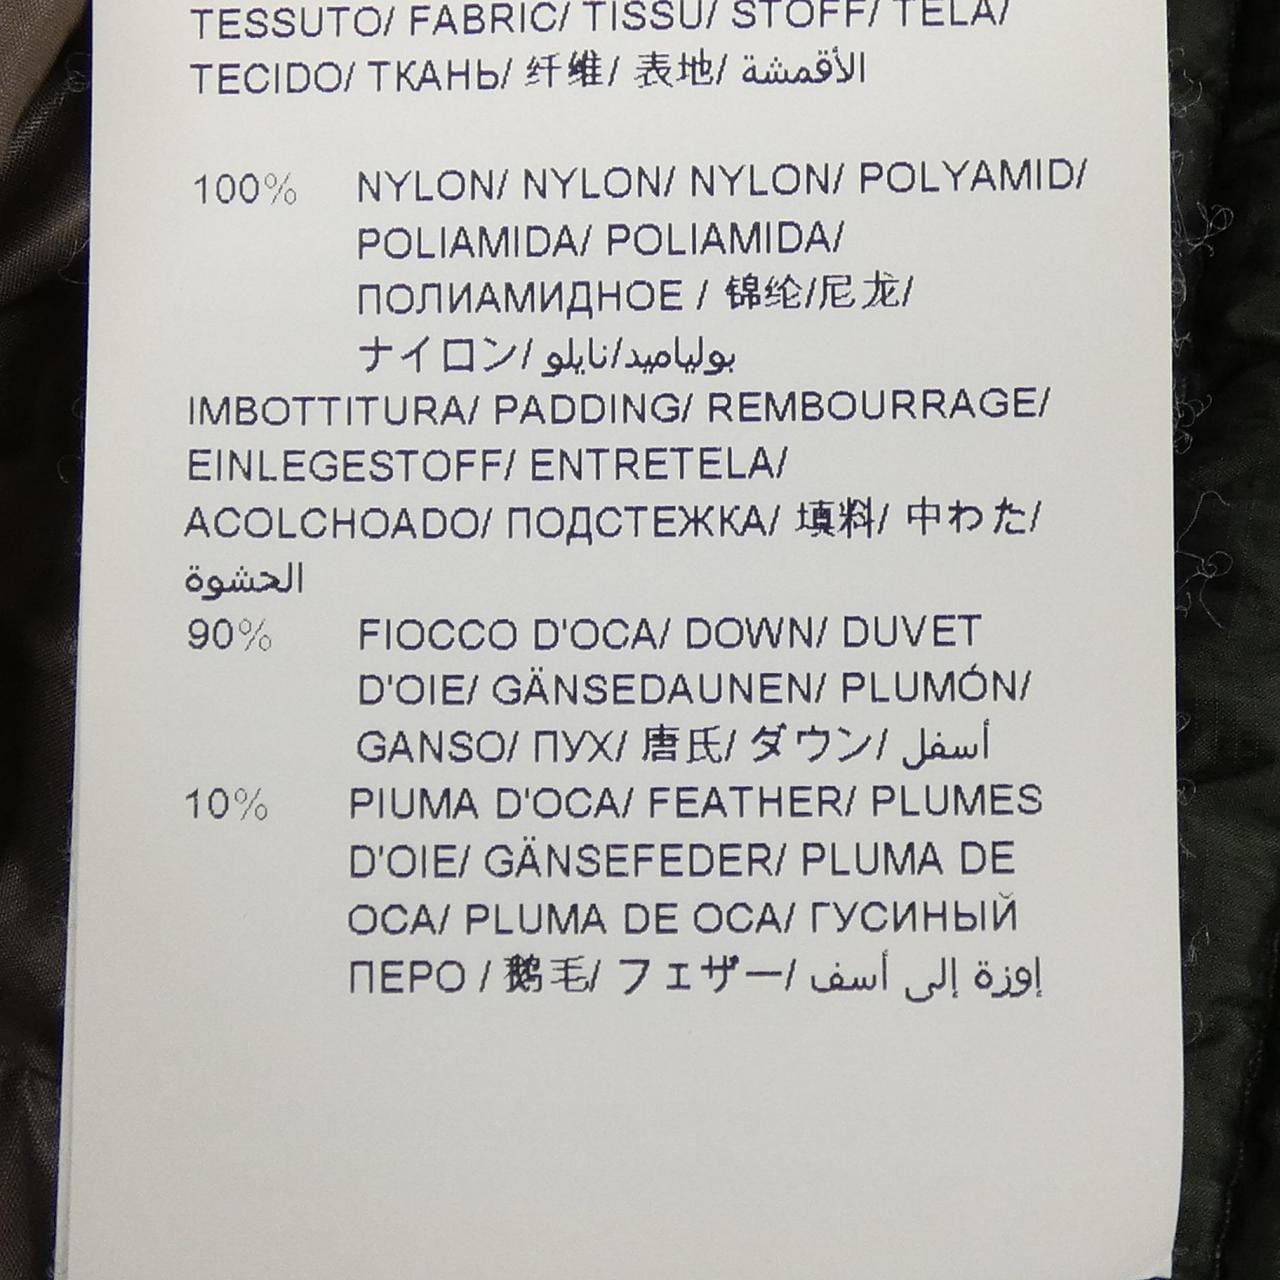 TESSUTO/ FABRIC/ TISSU/ STOFF/ TELA/
TECIDO/ ТКАНЬ/ 纤维/ 表地/ الأقمشة
100% NYLON/ NYLON/ NYLON/ POLYAMID/
POLIAMIDA/ POLIAMIDA/
ПОЛИАМИДНОЕ / 锦纶/尼龙/
ナイロン/ بولياميد/نايلو
IMBOTTITURA/ PADDING/ REMBOURRAGE/
EINLEGESTOFF/ ENTRETELA/
ACOLCHOADO/ ПОДСТЕЖКА/ 填料/ 中わた/
الحشوة
90% FIOCCO D'OCA/ DOWN/ DUVET
D'OIE/ GÄNSEDAUNEN/ PLUMÓN/
GANSO/ ПУХ/ 唐氏/ ダウン/ أسفل
10% PIUMA D'OCA/ FEATHER/ PLUMES
D'OIE/ GÄNSEFEDER/ PLUMA DE
OCA/ PLUMA DE OCA/ ГУСИНЫЙ
ПЕРО / 鹅毛/ フェザー/ إوزة إلى أسف